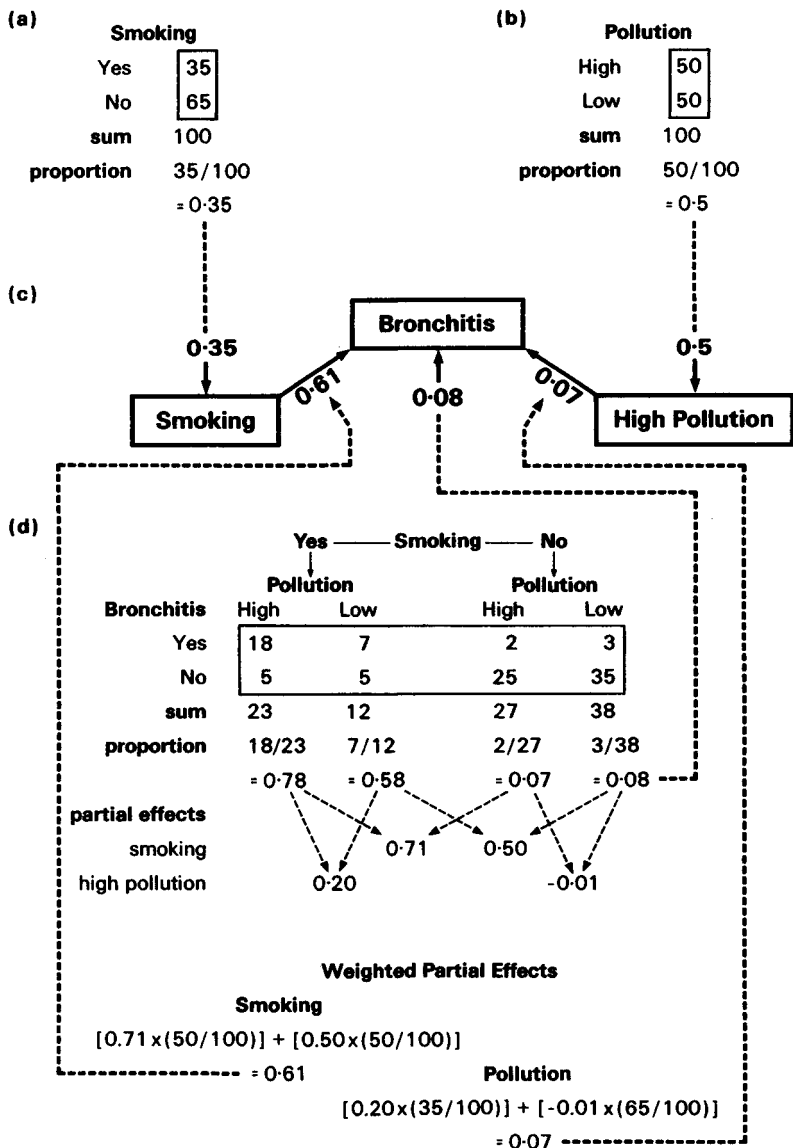 (a)
Smoking
Yes 35
No 65
sum 100
proportion 35/100
= 0·35
(b)
Pollution
High 50
Low 50
sum 100
proportion 50/100
= 0·5
(c)
Bronchitis
0·35
0·61
0·08
0·07
0·5
Smoking
High Pollution
(d)
Yes Smoking No
Pollution Pollution
Bronchitis High Low High Low
Yes 18 7 2 3
No 5 5 25 35
sum 23 12 27 38
proportion 18/23 7/12 2/27 3/38
= 0·78 = 0·58 = 0·07 = 0·08
partial effects
smoking 0·71 0·50
high pollution 0·20 -0·01
Weighted Partial Effects
Smoking
[0·71 x (50/100)] + [0·50 x (50/100)]
= 0·61
Pollution
[0·20 x (35/100)] + [-0·01 x (65/100)]
= 0·07